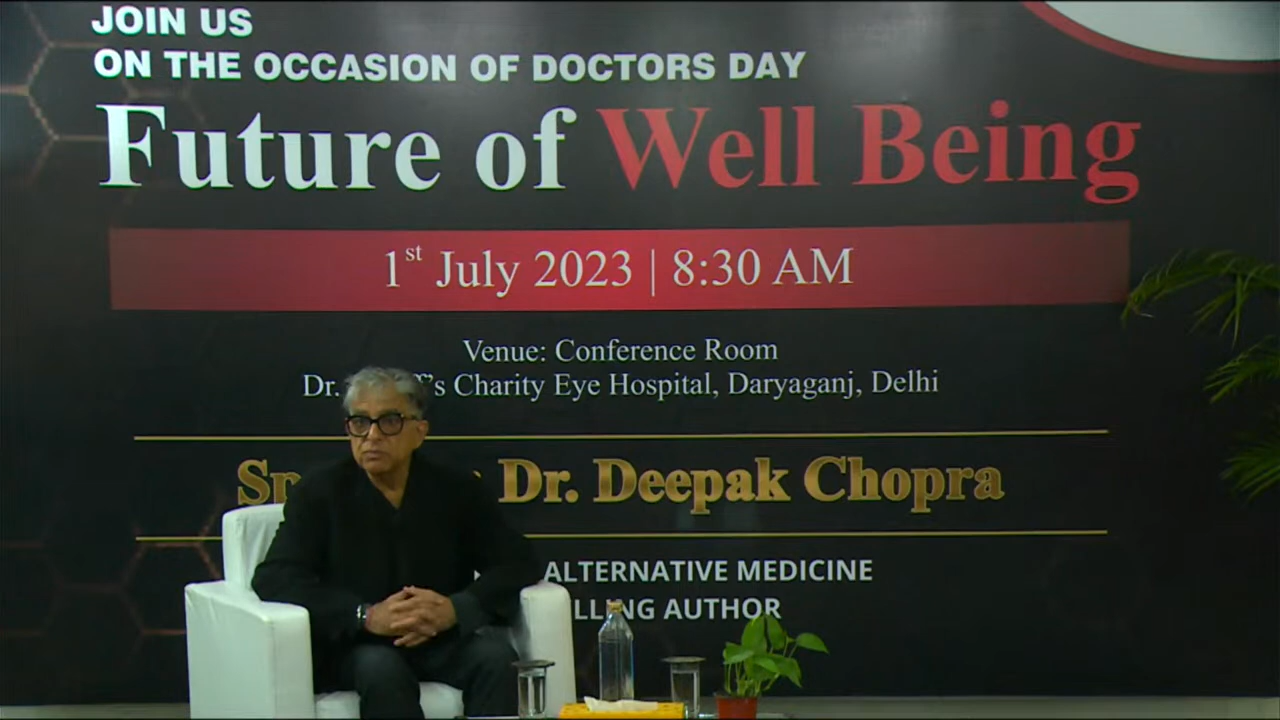 JOIN US
ON THE OCCASION OF DOCTORS DAY
Future of Well Being
1st July 2023 | 8:30 AM
Venue: Conference Room
Dr. 's Charity Eye Hospital, Daryaganj, Delhi
Dr. Deepak Chopra
ALTERNATIVE MEDICINE
AUTHOR